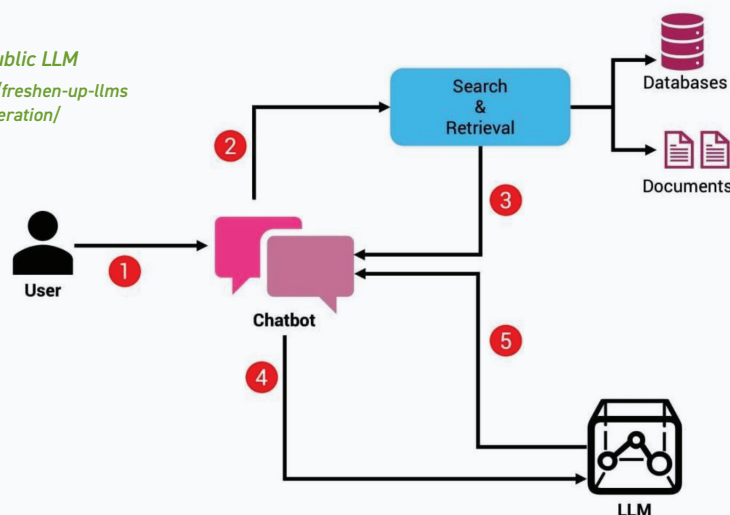 ublic LLM
/freshen-up-llms
eration/
Search
&
Retrieval
Databases
Documents
2
3
1
User
Chatbot
5
4
LLM